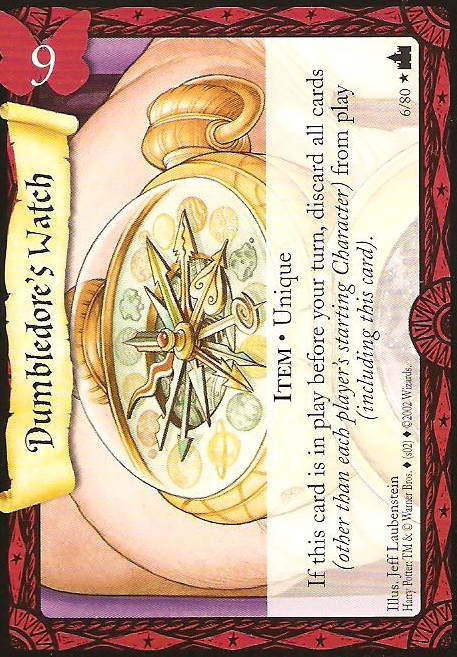 9
Dumbledore's Watch
ITEM • Unique
If this card is in play before your turn, discard all cards
(other than each player's starting Character) from play
(including this card).
Illus. Jeff Laubenstein
Harry Potter: TM & © Warner Bros. ♦ (s02) ♦ ©2002 Wizards.
6/80 ★